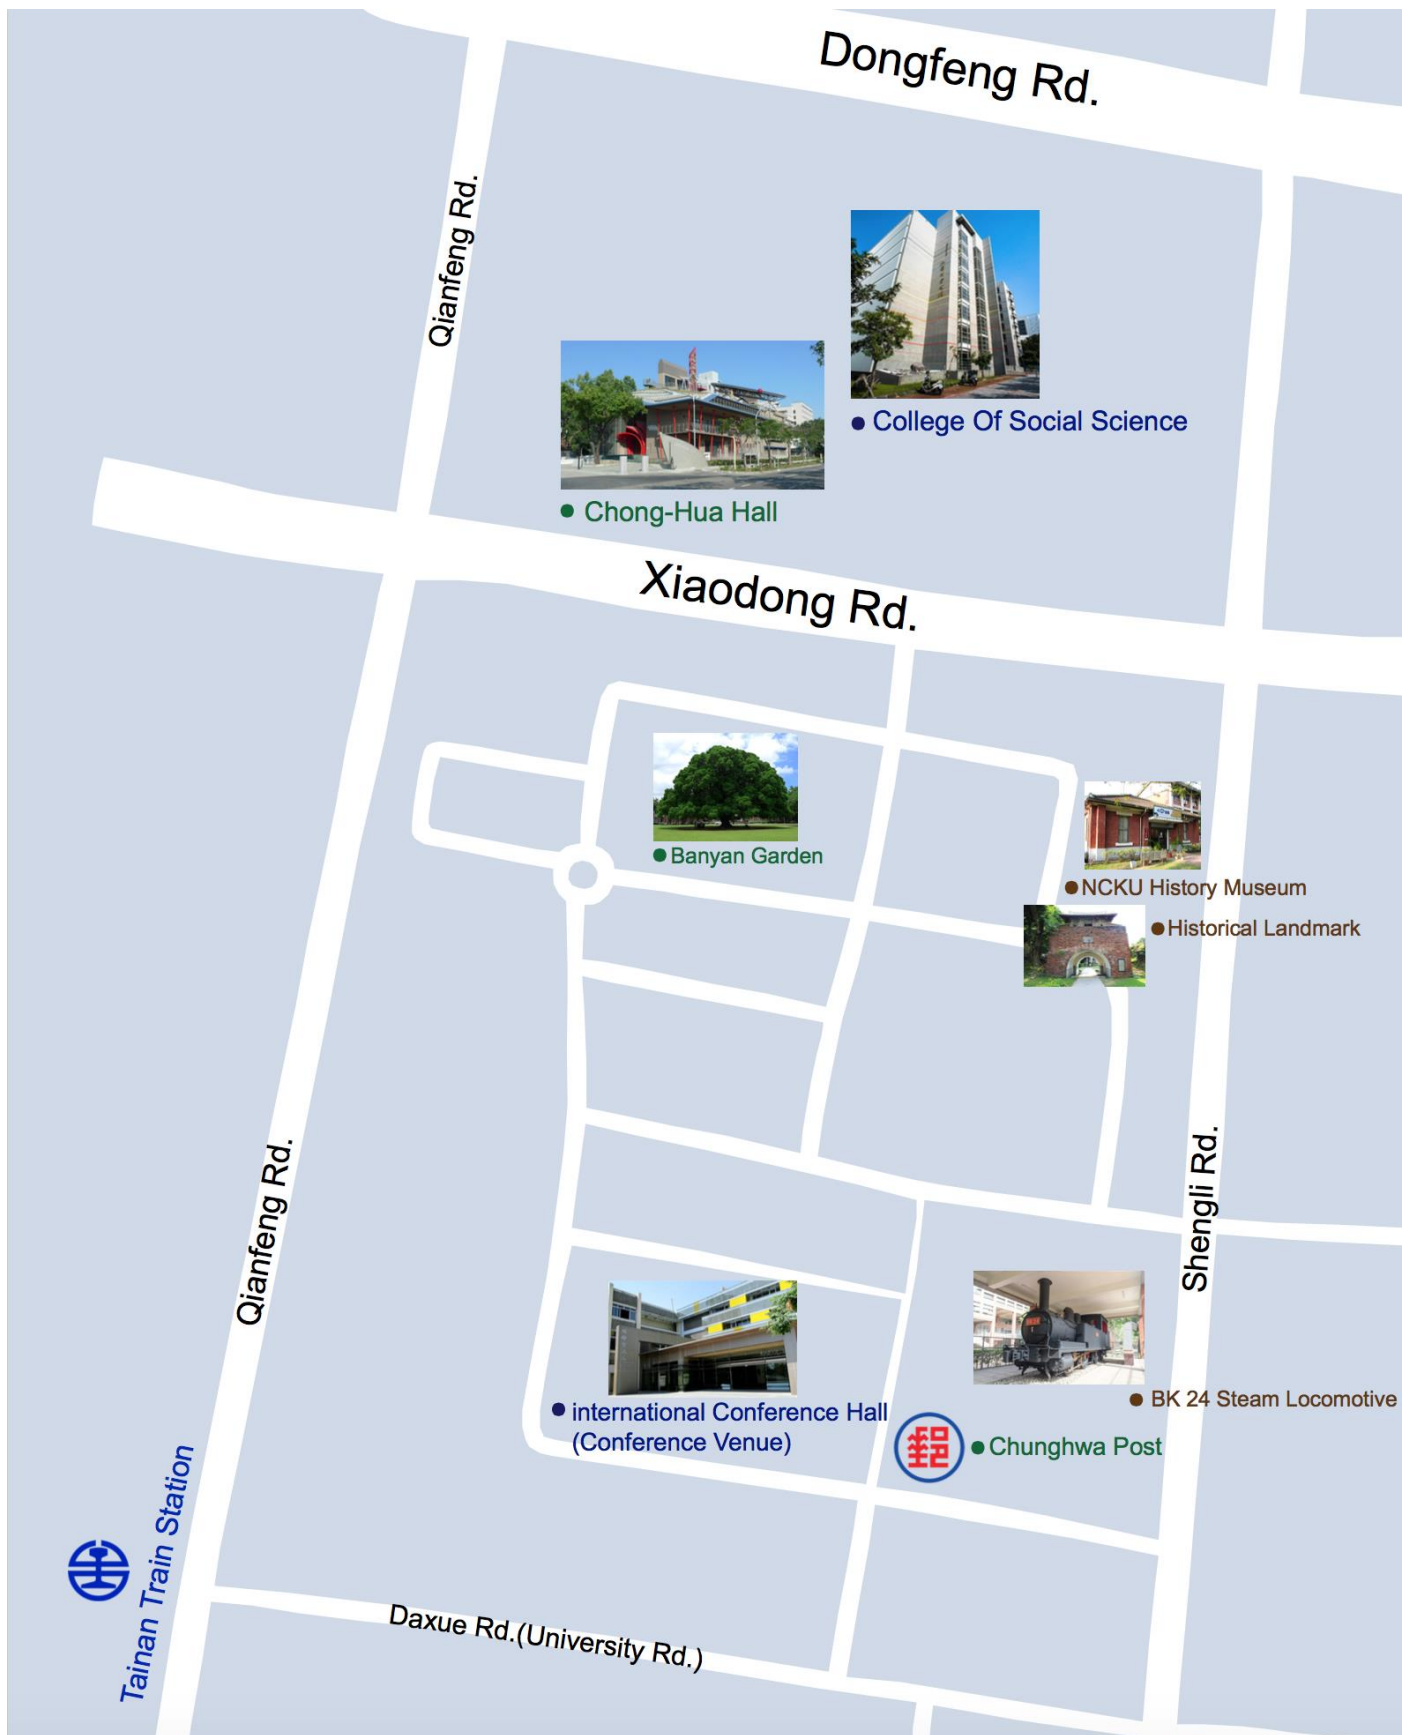 Dongfeng Rd.
Qianfeng Rd.
College Of Social Science
Chong-Hua Hall
Xiaodong Rd.
Banyan Garden
NCKU History Museum
Historical Landmark
Qianfeng Rd.
Shengli Rd.
international Conference Hall
(Conference Venue)
BK 24 Steam Locomotive
郵
Chunghwa Post
Tainan Train Station
Daxue Rd.(University Rd.)